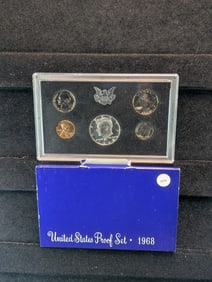 United States Proof Set · 1968